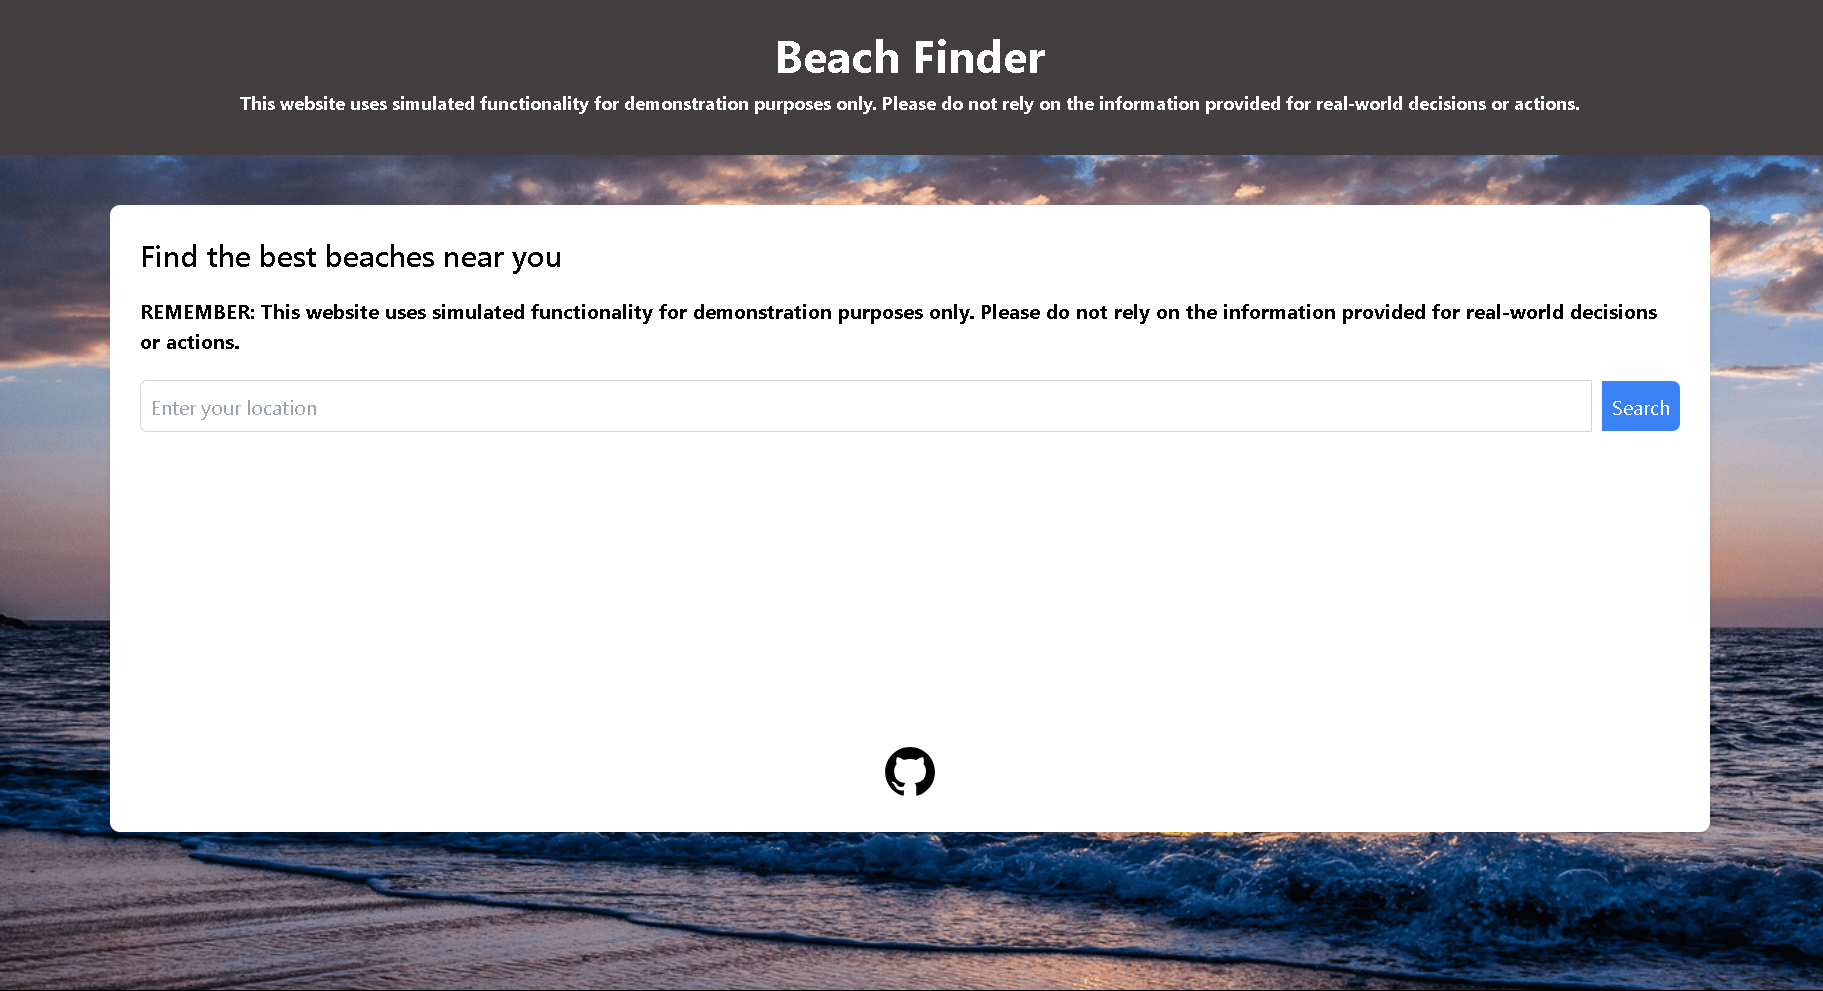 Beach Finder
This website uses simulated functionality for demonstration purposes only. Please do not rely on the information provided for real-world decisions or actions.
Find the best beaches near you
REMEMBER: This website uses simulated functionality for demonstration purposes only. Please do not rely on the information provided for real-world decisions
or actions.
Enter your location
Search